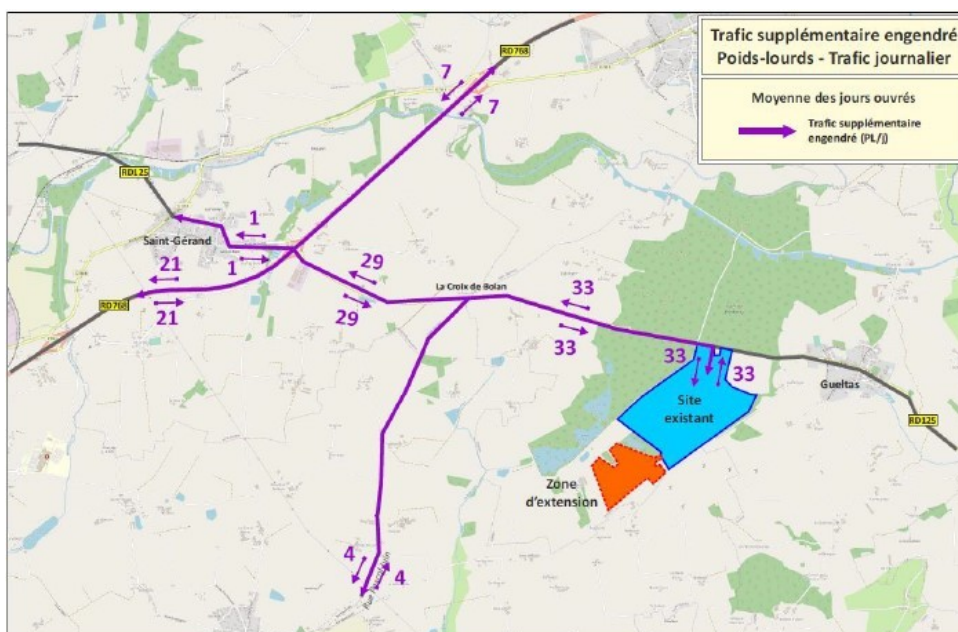 Trafic supplémentaire engendré
Poids-lourds - Trafic journalier
Moyenne des jours ouvrés
Trafic supplémentaire
engendré (PL/j)
RD768
7
7
RD125
1
Saint-Gérand
21
1
29
La Croix de Bolan
33
RD768
21
29
33
33
33
Gueltas
Site
existant
RD125
Zone
d'extension
4
4